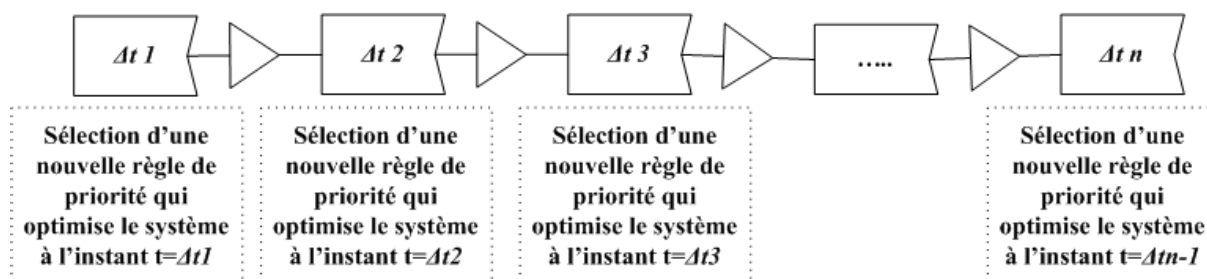 Δt 1
Δt 2
Δt 3
.....
Δt n
Sélection d'une
nouvelle règle de
priorité qui
optimise le système
à l'instant t=Δt1
Sélection d'une
nouvelle règle de
priorité qui
optimise le système
à l'instant t=Δt2
Sélection d'une
nouvelle règle de
priorité qui
optimise le système
à l'instant t=Δt3
Sélection d'une
nouvelle règle de
priorité qui
optimise le système
à l'instant t=Δtn-1